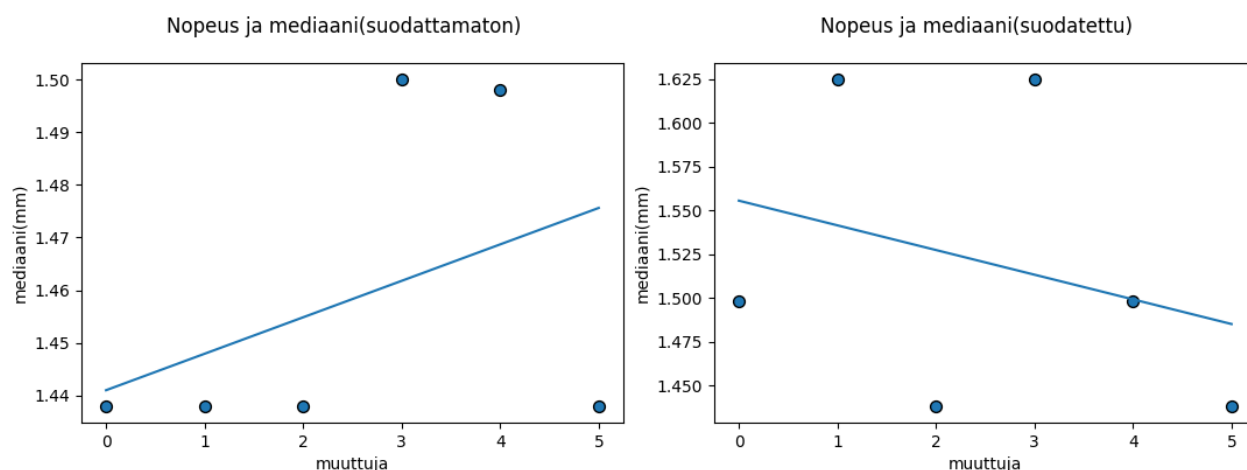 Nopeus ja mediaani(suodattamaton)
1.50
1.49
1.48
1.47
1.46
1.45
1.44
mediaani(mm)
0 1 2 3 4 5
muuttuja
Nopeus ja mediaani(suodatettu)
1.625
1.600
1.575
1.550
1.525
1.500
1.475
1.450
mediaani(mm)
0 1 2 3 4 5
muuttuja